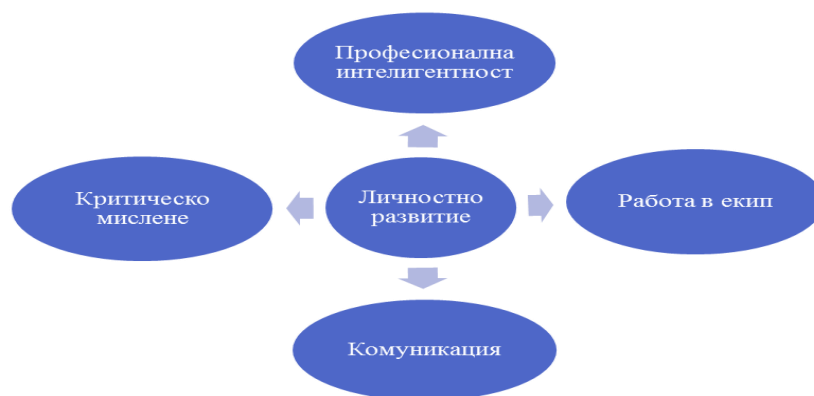 Професионална
интелигентност
Критическо
мислене
Личностно
развитие
Работа в екип
Комуникация